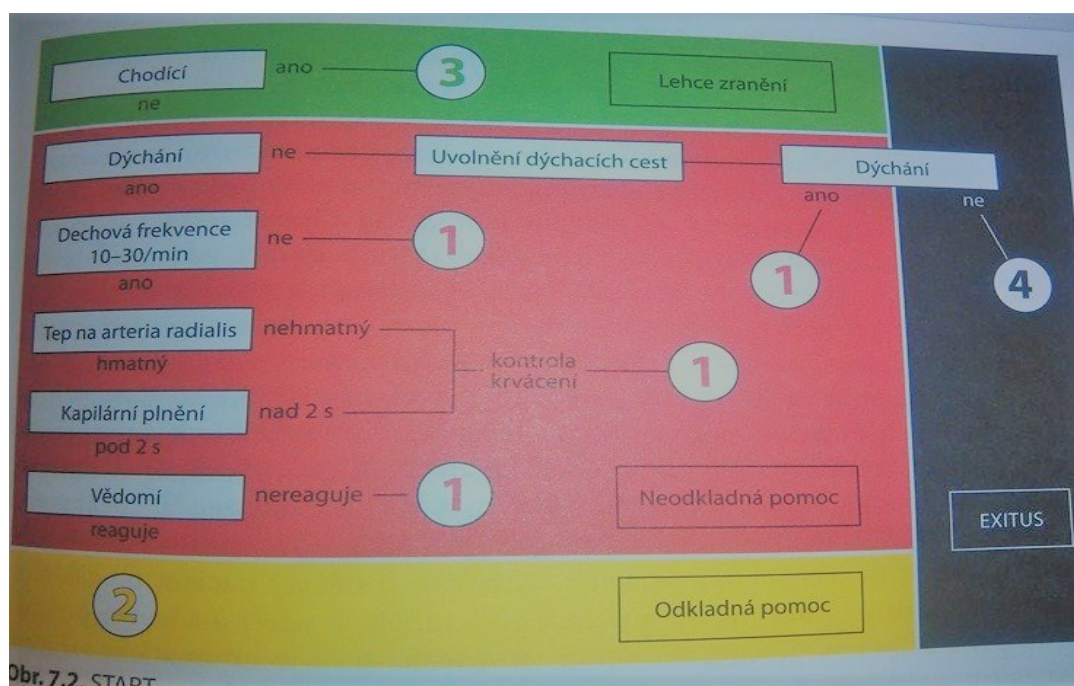 Chodící ano 3 Lehce zranění
ne
Dýchání ne Uvolnění dýchacích cest Dýchání
ano ano ne
Dechová frekvence
10–30/min ne 1 1 4
ano
Tep na arteria radialis nehmatný
hmatný kontrola
krvácení 1
Kapilární plnění nad 2 s
pod 2 s
Vědomí nereaguje 1 Neodkladná pomoc EXITUS
reaguje
2 Odkladná pomoc
Obr. 7.2. START